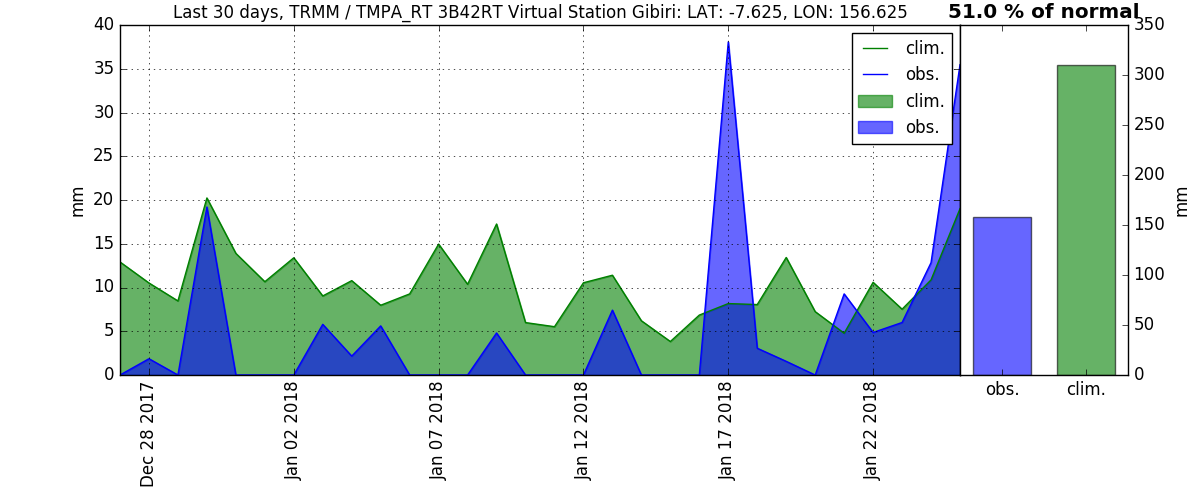 Last 30 days, TRMM / TMPA_RT 3B42RT Virtual Station Gibiri: LAT: -7.625, LON: 156.625
51.0 % of normal
mm
40
35
30
25
20
15
10
5
0
clim.
obs.
clim.
obs.
350
300
250
200
150
100
50
0
mm
obs.
clim.
Dec 28 2017
Jan 02 2018
Jan 07 2018
Jan 12 2018
Jan 17 2018
Jan 22 2018